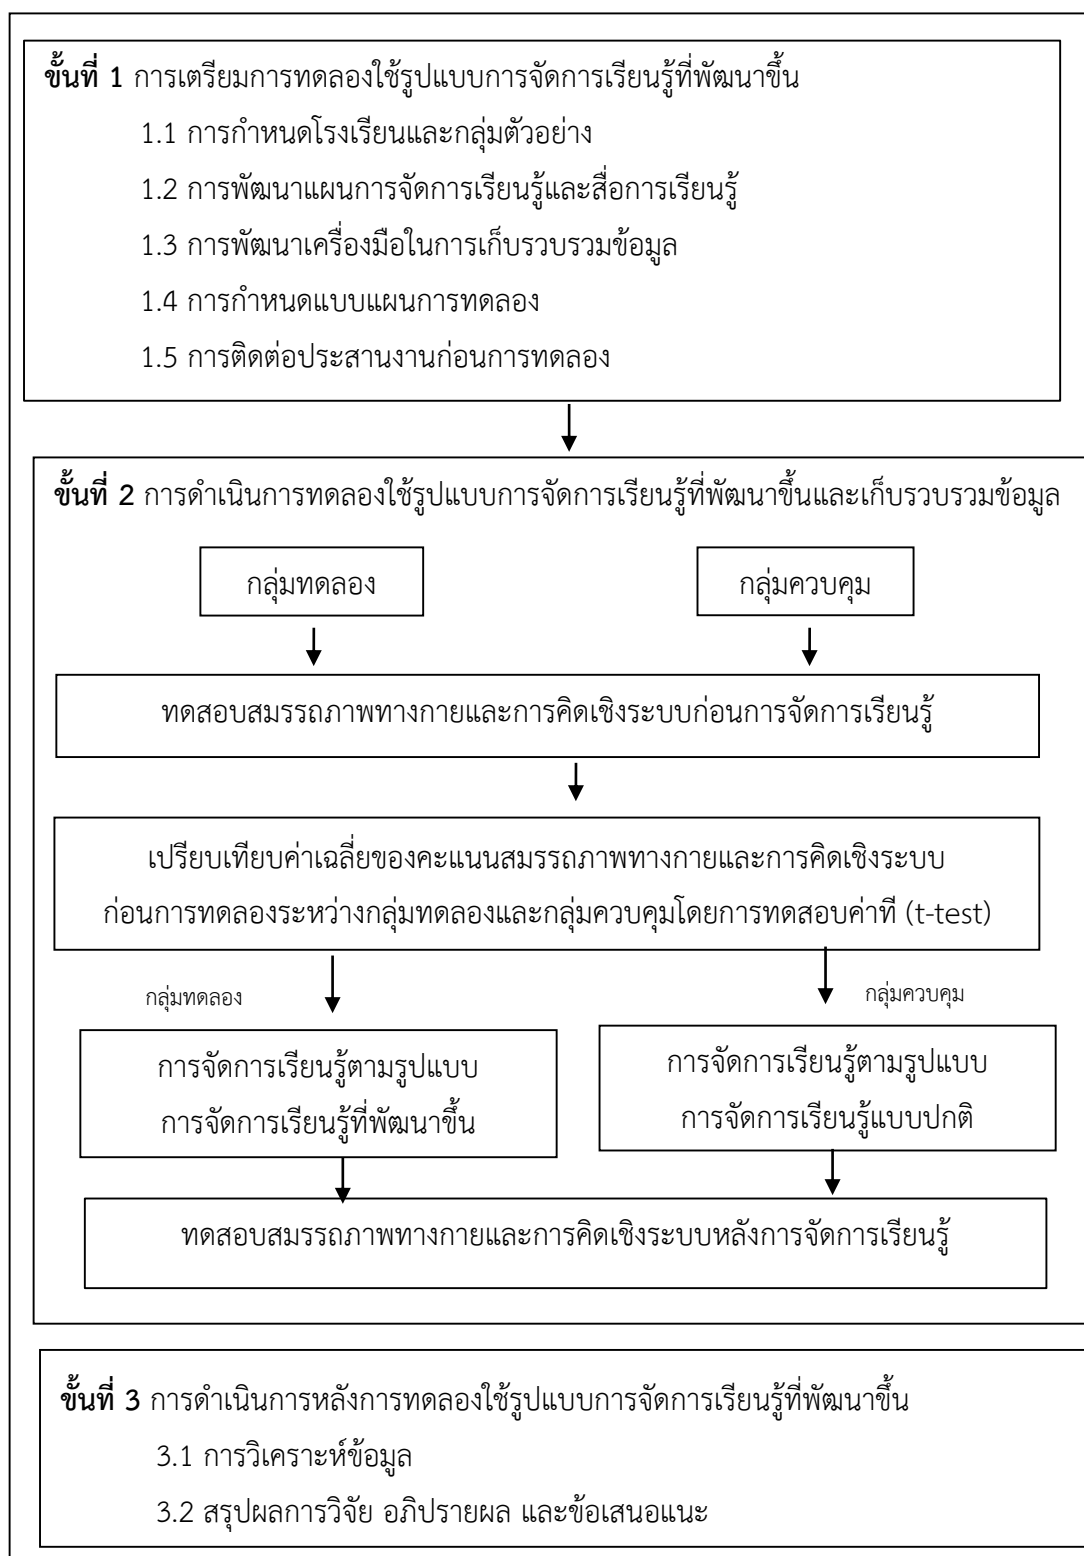 ขั้นที่ 1 การเตรียมการทดลองใช้รูปแบบการจัดการเรียนรู้ที่พัฒนาขึ้น
1.1 การกำหนดโรงเรียนและกลุ่มตัวอย่าง
1.2 การพัฒนาแผนการจัดการเรียนรู้และสื่อการเรียนรู้
1.3 การพัฒนาเครื่องมือในการเก็บรวบรวมข้อมูล
1.4 การกำหนดแบบแผนการทดลอง
1.5 การติดต่อประสานงานก่อนการทดลอง
ขั้นที่ 2 การดำเนินการทดลองใช้รูปแบบการจัดการเรียนรู้ที่พัฒนาขึ้นและเก็บรวบรวมข้อมูล
กลุ่มทดลอง
กลุ่มควบคุม
ทดสอบสมรรถภาพทางกายและการคิดเชิงระบบก่อนการจัดการเรียนรู้
เปรียบเทียบค่าเฉลี่ยของคะแนนสมรรถภาพทางกายและการคิดเชิงระบบ
ก่อนการทดลองระหว่างกลุ่มทดลองและกลุ่มควบคุมโดยการทดสอบค่าที (t-test)
กลุ่มทดลอง
กลุ่มควบคุม
การจัดการเรียนรู้ตามรูปแบบ
การจัดการเรียนรู้ที่พัฒนาขึ้น
การจัดการเรียนรู้ตามรูปแบบ
การจัดการเรียนรู้แบบปกติ
ทดสอบสมรรถภาพทางกายและการคิดเชิงระบบหลังการจัดการเรียนรู้
ขั้นที่ 3 การดำเนินการหลังการทดลองใช้รูปแบบการจัดการเรียนรู้ที่พัฒนาขึ้น
3.1 การวิเคราะห์ข้อมูล
3.2 สรุปผลการวิจัย อภิปรายผล และข้อเสนอแนะ